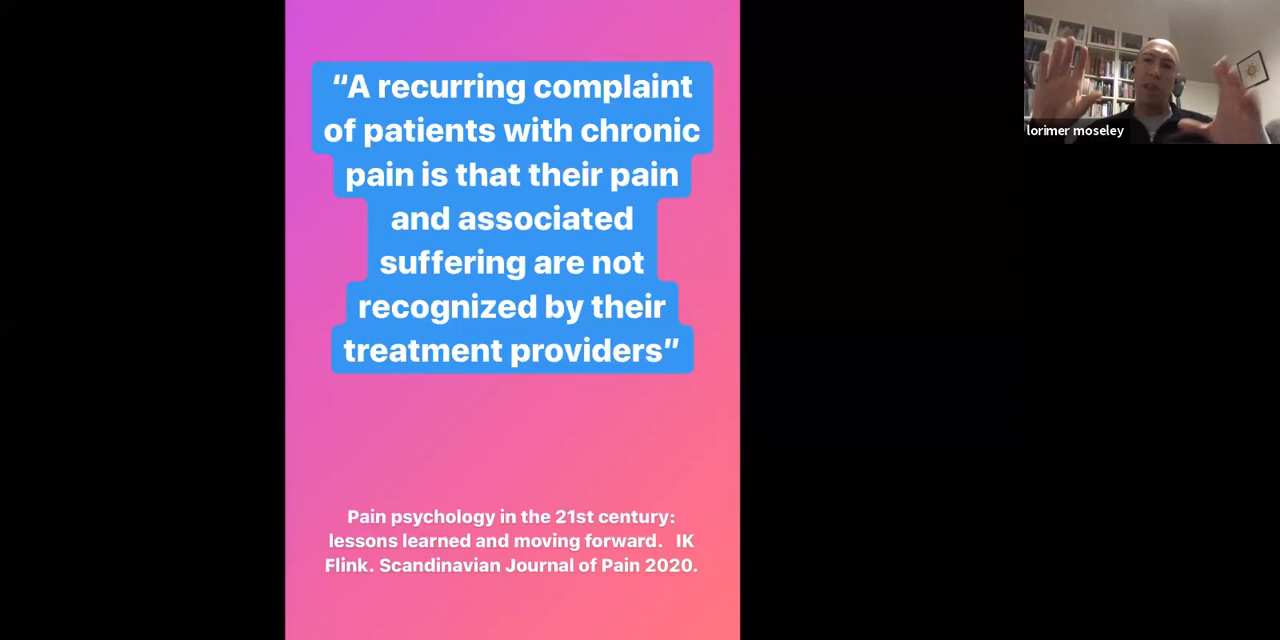 “A recurring complaint
of patients with chronic
pain is that their pain
and associated
suffering are not
recognized by their
treatment providers”
Pain psychology in the 21st century:
lessons learned and moving forward.  IK
Flink. Scandinavian Journal of Pain 2020.
lorimer moseley